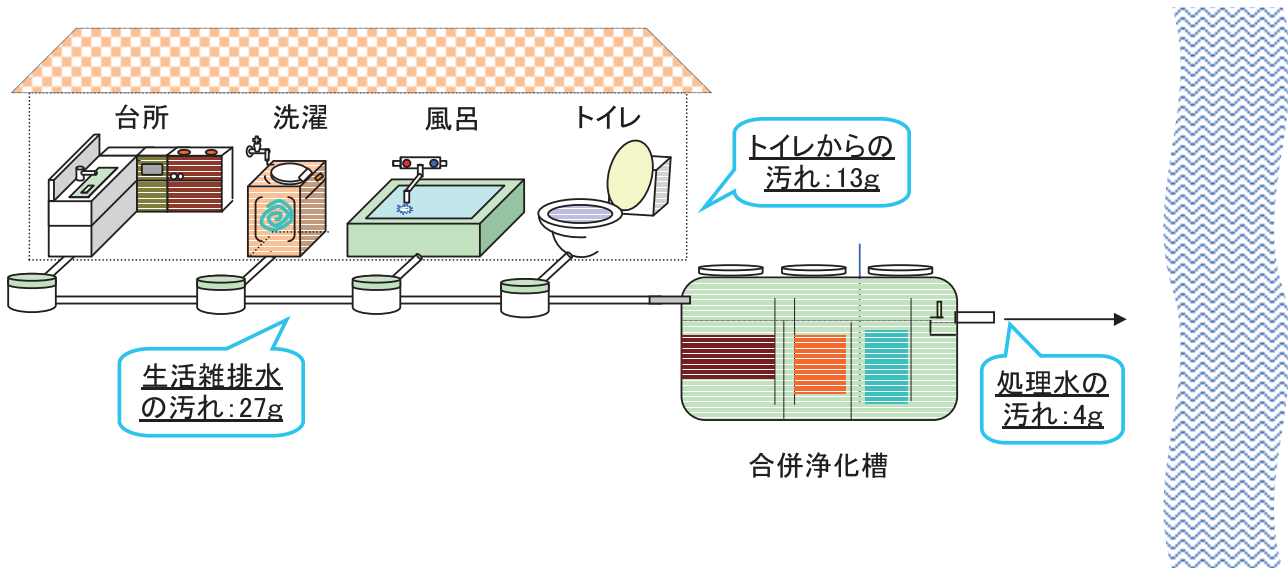 台所
洗濯
風呂
トイレ
トイレからの
汚れ:13g
生活雑排水
の汚れ:27g
処理水の
汚れ:4g
合併浄化槽